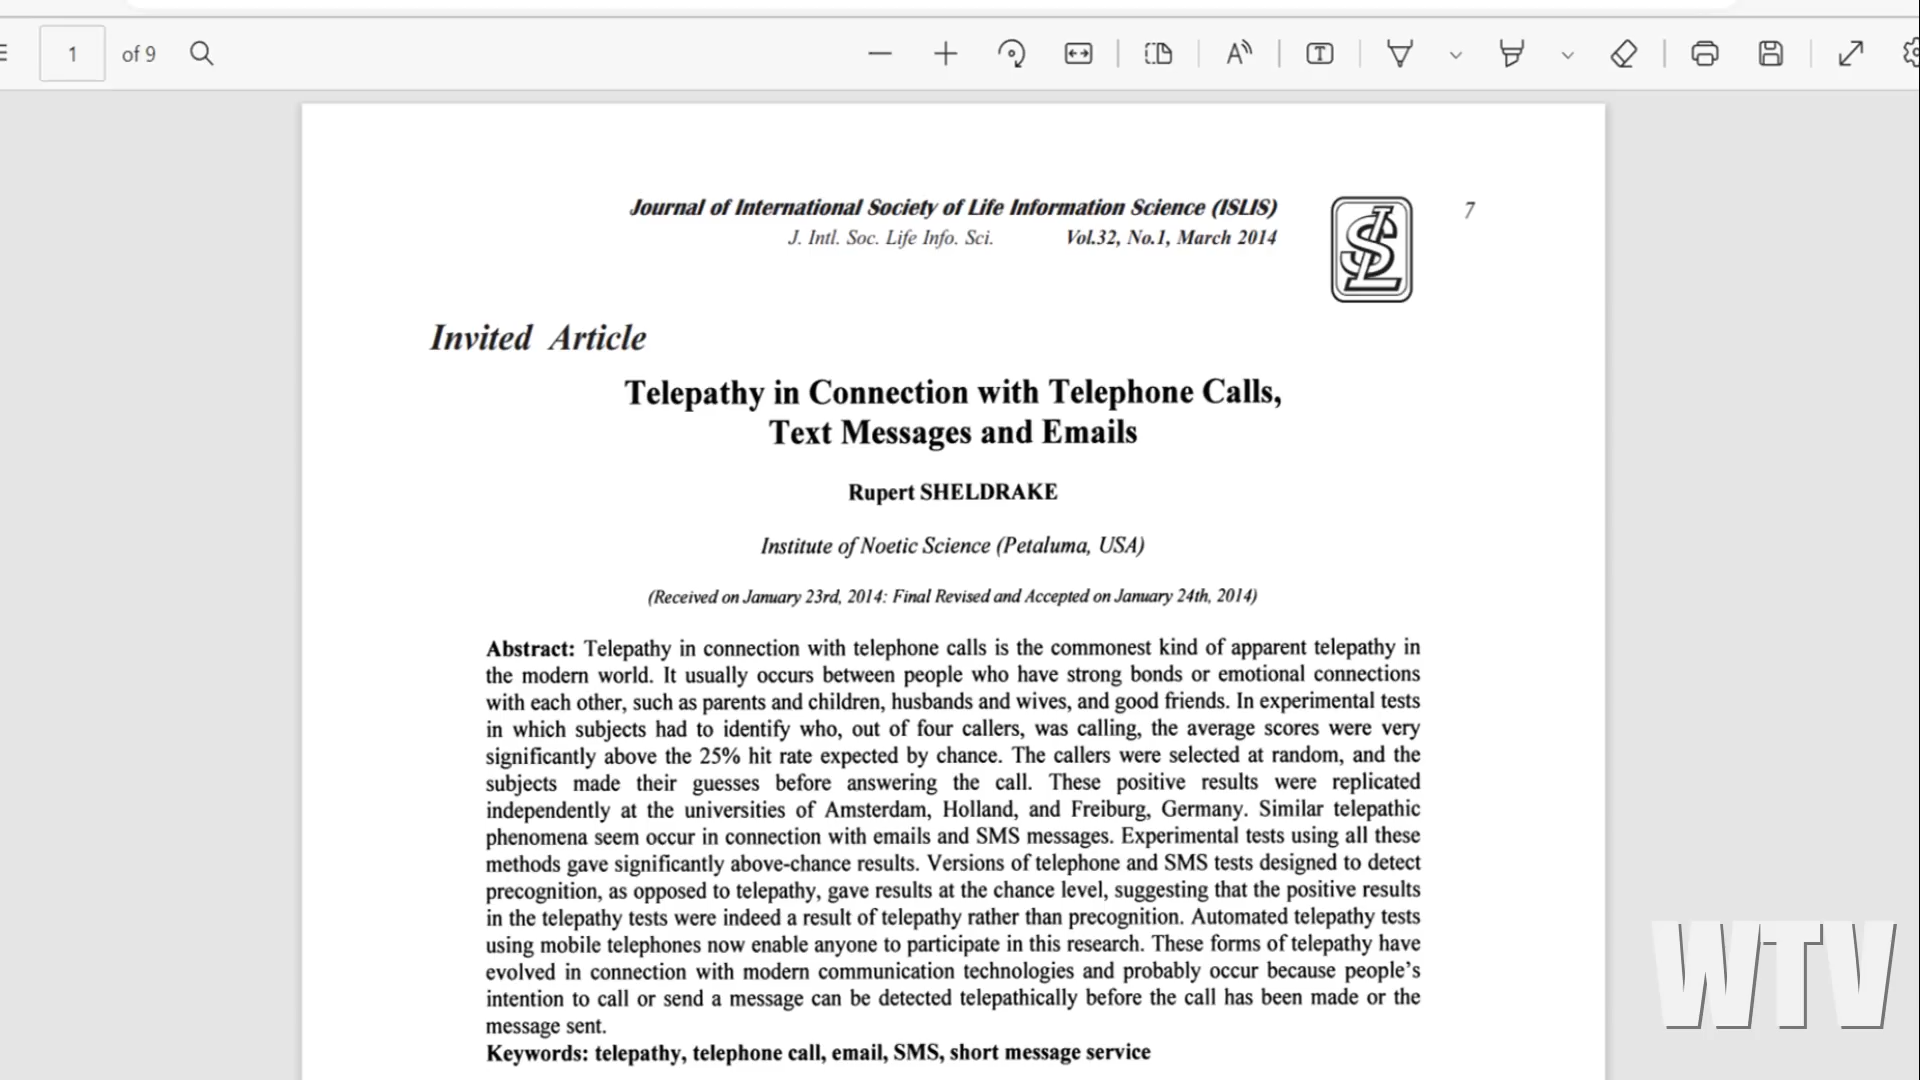 1 of 9
Journal of International Society of Life Information Science (ISLIS)
7
J. Intl. Soc. Life Info. Sci. Vol.32, No.1, March 2014
Invited Article
Telepathy in Connection with Telephone Calls,
Text Messages and Emails
Rupert SHELDRAKE
Institute of Noetic Science (Petaluma, USA)
(Received on January 23rd, 2014: Final Revised and Accepted on January 24th, 2014)
Abstract: Telepathy in connection with telephone calls is the commonest kind of apparent telepathy in
the modern world. It usually occurs between people who have strong bonds or emotional connections
with each other, such as parents and children, husbands and wives, and good friends. In experimental tests
in which subjects had to identify who, out of four callers, was calling, the average scores were very
significantly above the 25% hit rate expected by chance. The callers were selected at random, and the
subjects made their guesses before answering the call. These positive results were replicated
independently at the universities of Amsterdam, Holland, and Freiburg, Germany. Similar telepathic
phenomena seem occur in connection with emails and SMS messages. Experimental tests using all these
methods gave significantly above-chance results. Versions of telephone and SMS tests designed to detect
precognition, as opposed to telepathy, gave results at the chance level, suggesting that the positive results
in the telepathy tests were indeed a result of telepathy rather than precognition. Automated telepathy tests
using mobile telephones now enable anyone to participate in this research. These forms of telepathy have
evolved in connection with modern communication technologies and probably occur because people's
intention to call or send a message can be detected telepathically before the call has been made or the
message sent.
Keywords: telepathy, telephone call, email, SMS, short message service
WTV